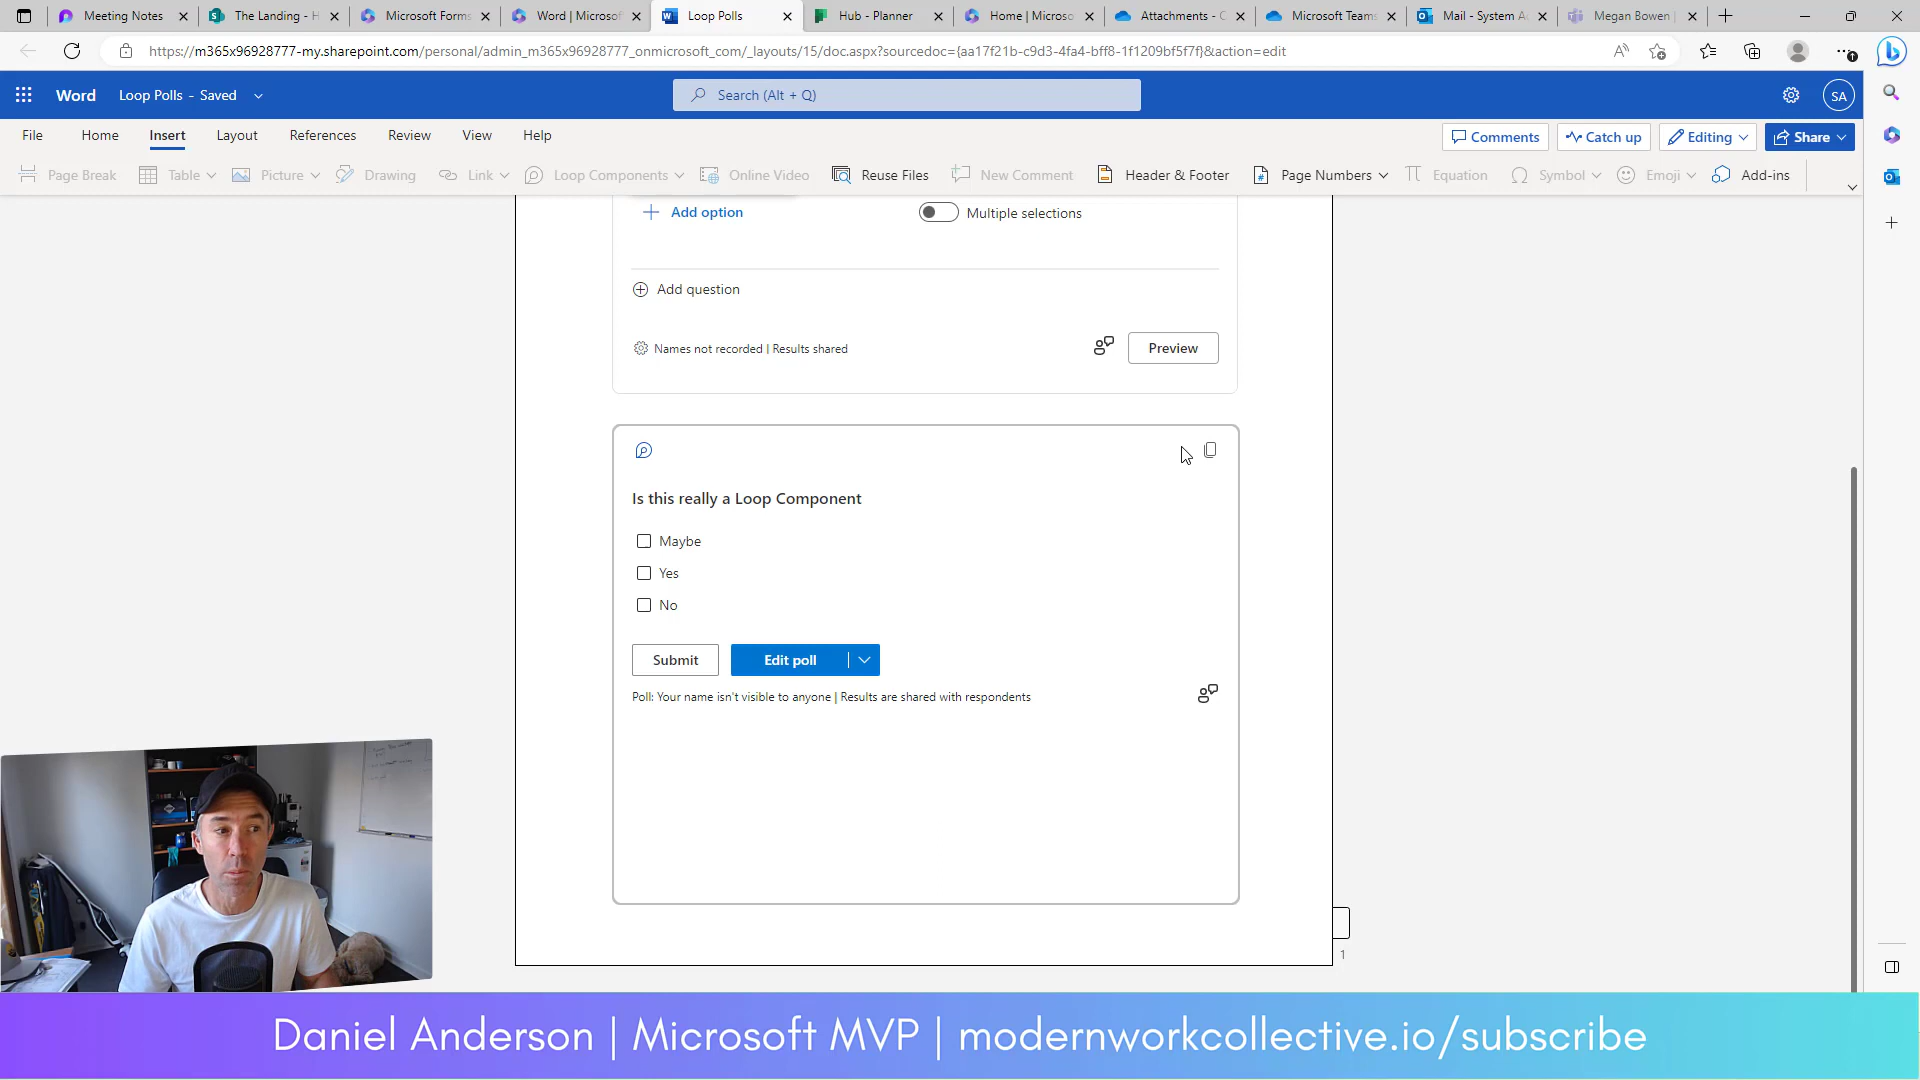 Meeting Notes
The Landing - H
Microsoft Forms
Word | Microsof
Loop Polls
Hub - Planner
Home | Microso
Attachments - C
Microsoft Teams
Mail - System A
Megan Bowen |
https://m365x96928777-my.sharepoint.com/personal/admin_m365x96928777_onmicrosoft_com/_layouts/15/doc.aspx?sourcedoc={aa17f21b-c9d3-4fa4-bff8-1f1209bf5f7f}&action=edit
Word Loop Polls - Saved
Search (Alt + Q)
SA
File Home Insert Layout References Review View Help
Comments Catch up Editing Share
Page Break Table Picture Drawing Link Loop Components Online Video Reuse Files New Comment Header & Footer Page Numbers Equation Symbol Emoji Add-ins
Add option Multiple selections
Add question
Names not recorded | Results shared Preview
Is this really a Loop Component
Maybe
Yes
No
Submit Edit poll
Poll: Your name isn't visible to anyone | Results are shared with respondents
1
Daniel Anderson | Microsoft MVP | modernworkcollective.io/subscribe